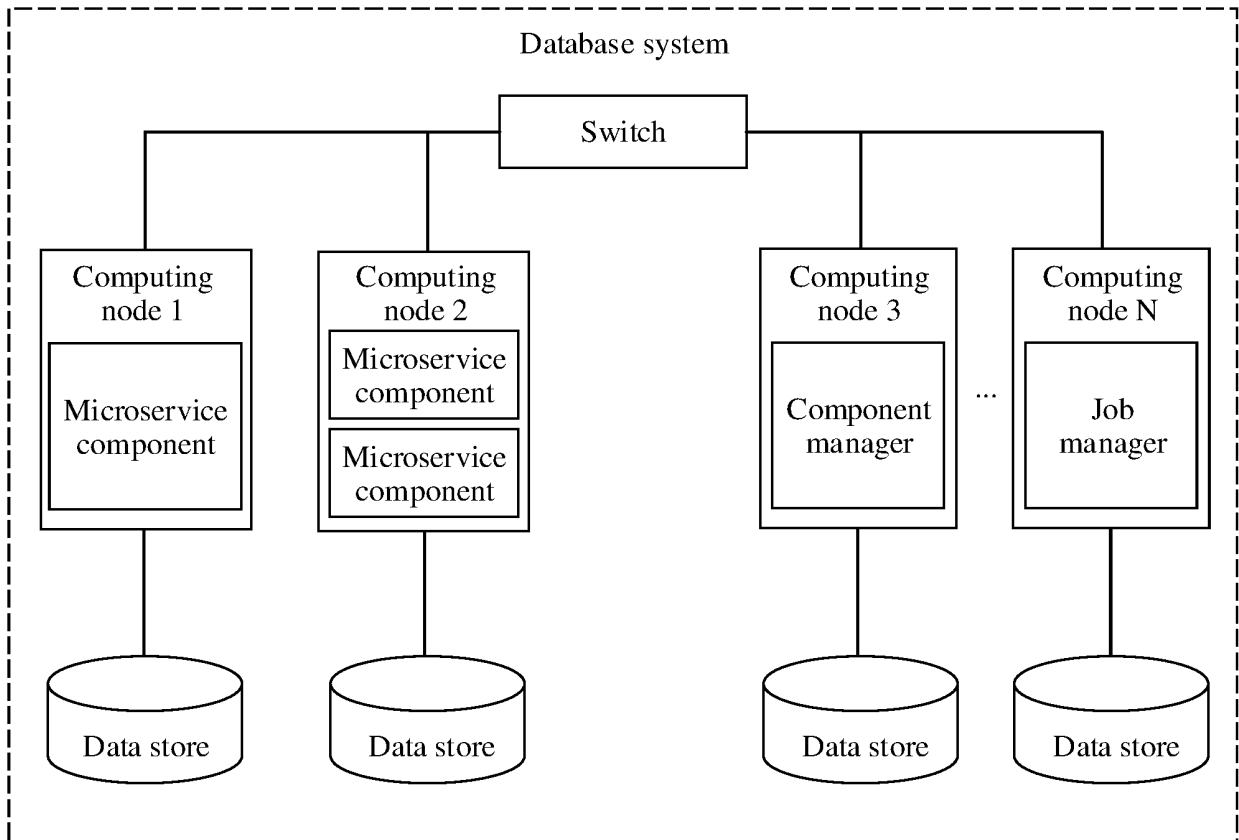 Database system
Switch
Computing
node 1
Microservice
component
Computing
node 2
Microservice
component
Microservice
component
Computing
node 3
Component
manager
...
Computing
node N
Job
manager
Data store
Data store
Data store
Data store